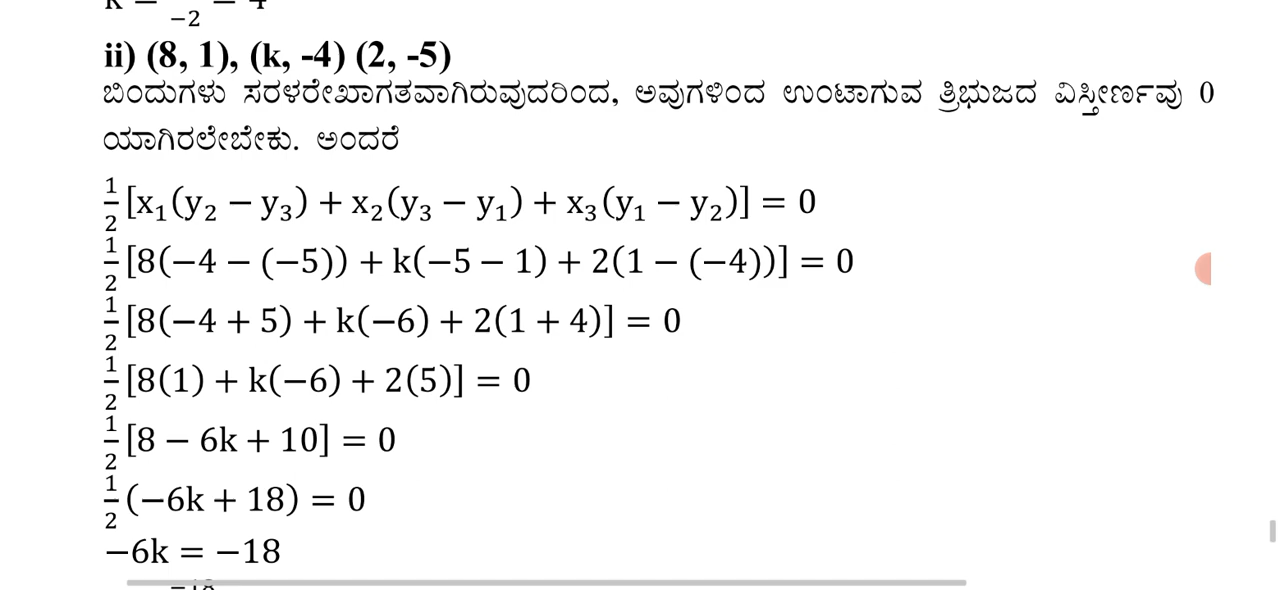 k = — = 4
-2
ii) (8, 1), (k, -4) (2, -5)
ಬಿಂದುಗಳು ಸರಳರೇಖಾಗತವಾಗಿರುವುದರಿಂದ, ಅವುಗಳಿಂದ ಉಂಟಾಗುವ ತ್ರಿಭುಜದ ವಿಸ್ತೀರ್ಣವು 0
ಯಾಗಿರಲೇಬೇಕು. ಅಂದರೆ
½[x₁(y₂ − y₃) + x₂(y₃ − y₁) + x₃(y₁ − y₂)] = 0
½[8(−4 − (−5)) + k(−5 − 1) + 2(1 − (−4))] = 0
½[8(−4 + 5) + k(−6) + 2(1 + 4)] = 0
½[8(1) + k(−6) + 2(5)] = 0
½[8 − 6k + 10] = 0
½(−6k + 18) = 0
−6k = −18